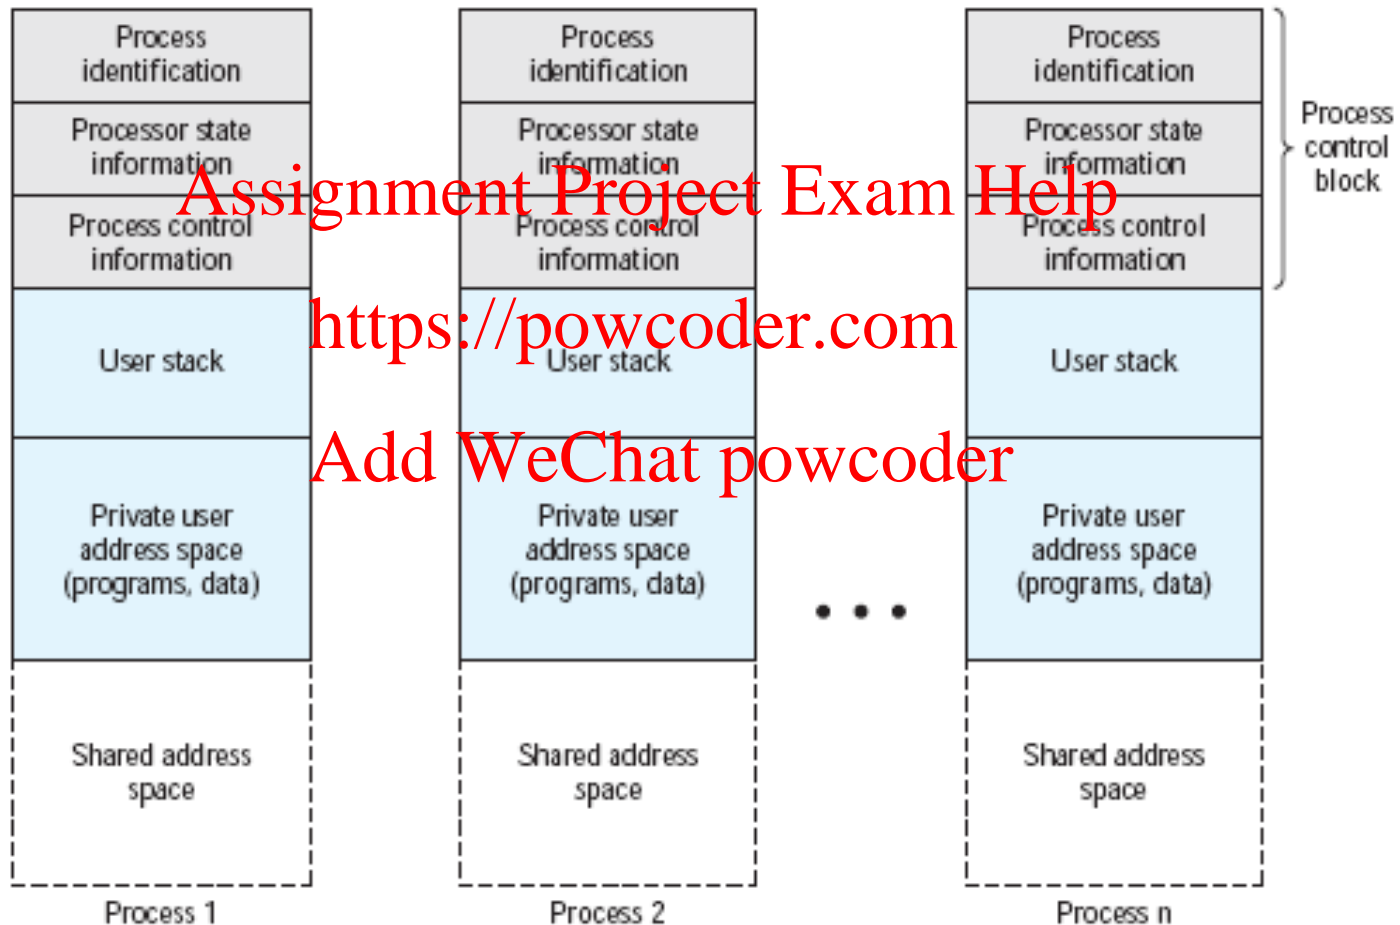 Process
identification
Processor state
information
Process control
information
User stack
Private user
address space
(programs, data)
Shared address
space
Process 1
Process
identification
Processor state
information
Process control
information
User stack
Private user
address space
(programs, data)
Shared address
space
Process 2
Process
identification
Processor state
information
Process control
information
User stack
Private user
address space
(programs, data)
Shared address
space
Process n
Process
control
block
Assignment Project Exam Help
https://powcoder.com
Add WeChat powcoder